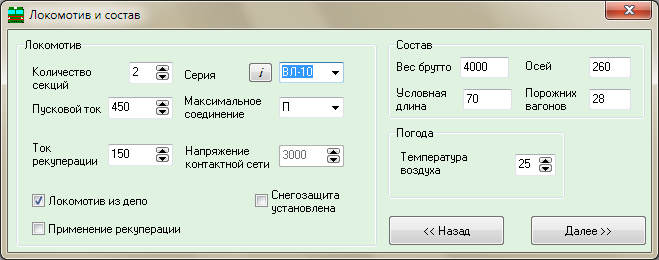 Локомотив и состав
Локомотив
Количество
секций
2
Серия
i
ВЛ-10
Пусковой ток
450
Максимальное
соединение
П
Ток
рекуперации
150
Напряжение
контактной сети
3000
Локомотив из депо
Снегозащита
установлена
Применение рекуперации
Состав
Вес брутто
4000
Осей
260
Условная
длина
70
Порожних
вагонов
28
Погода
Температура
воздуха
25
<< Назад
Далее >>